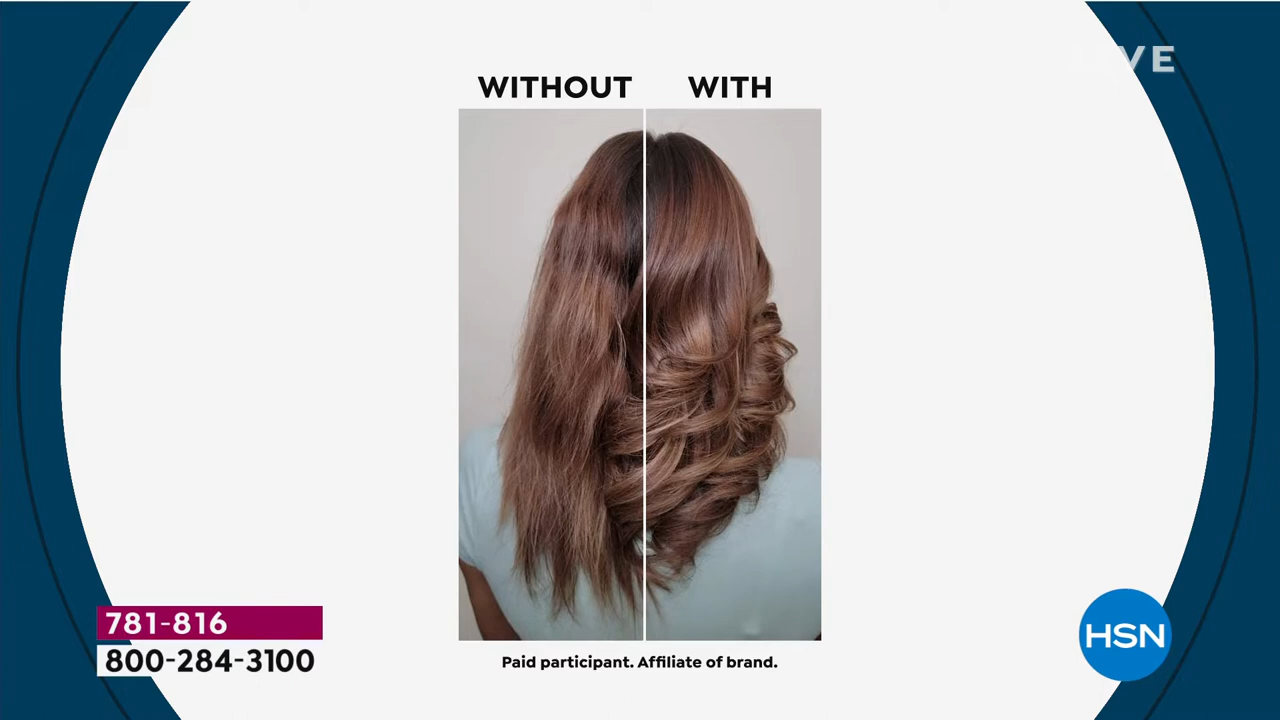 WITHOUT WITH
781-816
800-284-3100
HSN
Paid participant. Affiliate of brand.